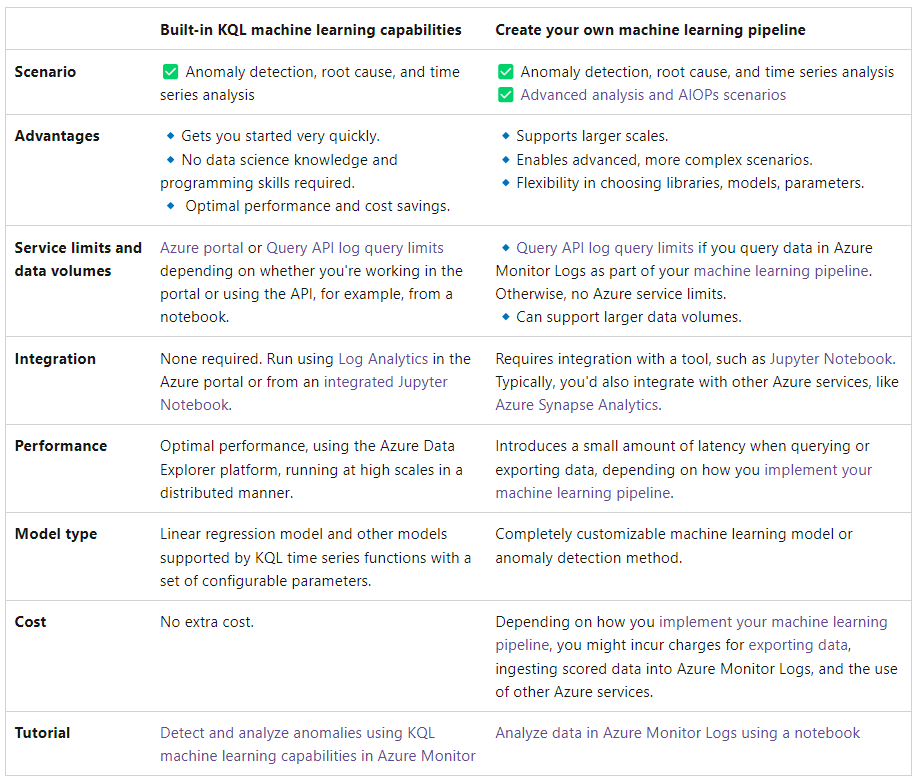 Built-in KQL machine learning capabilities
Create your own machine learning pipeline
Scenario
✅ Anomaly detection, root cause, and time
series analysis
✅ Anomaly detection, root cause, and time series analysis
✅ Advanced analysis and AIOPs scenarios
Advantages
🔹 Gets you started very quickly.
🔹 No data science knowledge and
programming skills required.
🔹 Optimal performance and cost savings.
🔹 Supports larger scales.
🔹 Enables advanced, more complex scenarios.
🔹 Flexibility in choosing libraries, models, parameters.
Service limits and
data volumes
Azure portal or Query API log query limits
depending on whether you're working in the
portal or using the API, for example, from a
notebook.
🔹 Query API log query limits if you query data in Azure
Monitor Logs as part of your machine learning pipeline.
Otherwise, no Azure service limits.
🔹 Can support larger data volumes.
Integration
None required. Run using Log Analytics in the
Azure portal or from an integrated Jupyter
Notebook.
Requires integration with a tool, such as Jupyter Notebook.
Typically, you'd also integrate with other Azure services, like
Azure Synapse Analytics.
Performance
Optimal performance, using the Azure Data
Explorer platform, running at high scales in a
distributed manner.
Introduces a small amount of latency when querying or
exporting data, depending on how you implement your
machine learning pipeline.
Model type
Linear regression model and other models
supported by KQL time series functions with a
set of configurable parameters.
Completely customizable machine learning model or
anomaly detection method.
Cost
No extra cost.
Depending on how you implement your machine learning
pipeline, you might incur charges for exporting data,
ingesting scored data into Azure Monitor Logs, and the use
of other Azure services.
Tutorial
Detect and analyze anomalies using KQL
machine learning capabilities in Azure Monitor
Analyze data in Azure Monitor Logs using a notebook